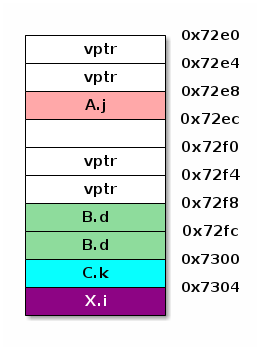 0x72e0
vptr
0x72e4
vptr
0x72e8
A.j
0x72ec
0x72f0
vptr
0x72f4
vptr
0x72f8
B.d
0x72fc
B.d
0x7300
C.k
0x7304
X.i